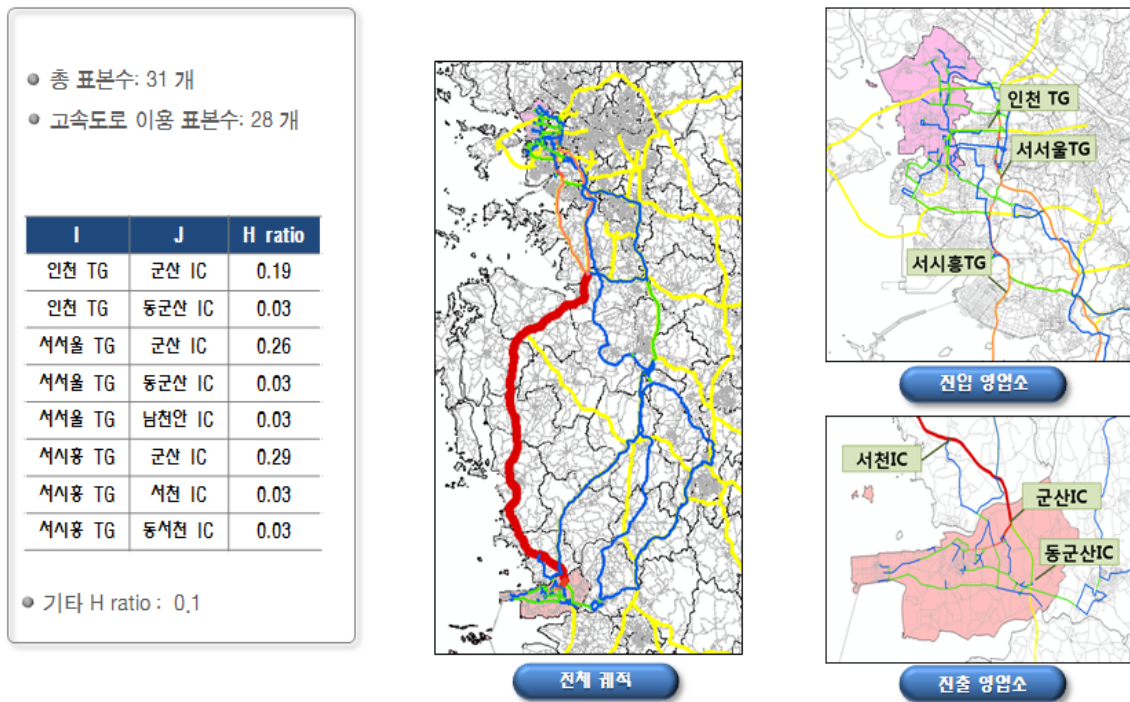 총 표본수: 31 개
고속도로 이용 표본수: 28 개
I J H ratio
인천 TG 군산 IC 0.19
인천 TG 동군산 IC 0.03
서서울 TG 군산 IC 0.26
서서울 TG 동군산 IC 0.03
서서울 TG 남천안 IC 0.03
서시흥 TG 군산 IC 0.29
서시흥 TG 서천 IC 0.03
서시흥 TG 동서천 IC 0.03
기타 H ratio : 0.1
전체 궤적
인천 TG
서서울TG
서시흥TG
진입 영업소
서천IC
군산IC
동군산IC
진출 영업소